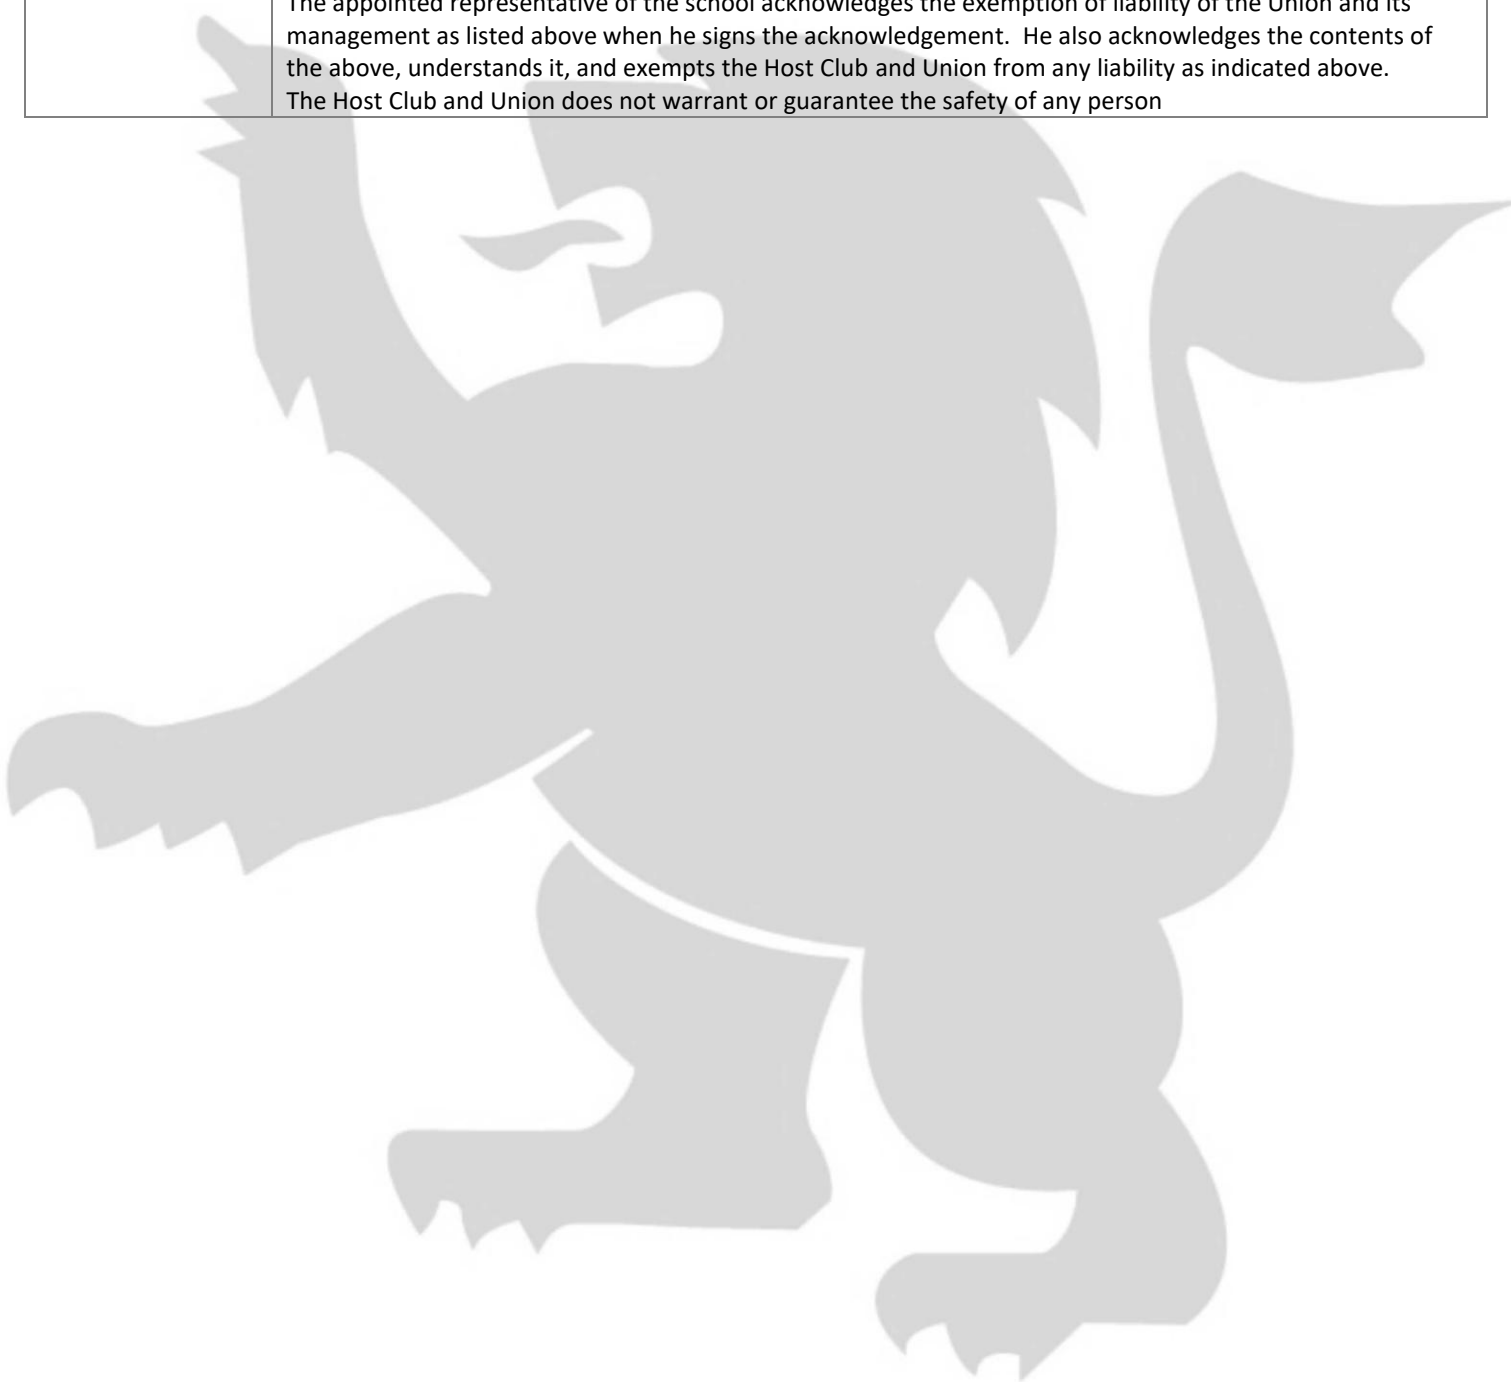 The appointed representative of the school acknowledges the exemption of liability of the Union and its
management as listed above when he signs the acknowledgement.  He also acknowledges the contents of
the above, understands it, and exempts the Host Club and Union from any liability as indicated above.
The Host Club and Union does not warrant or guarantee the safety of any person